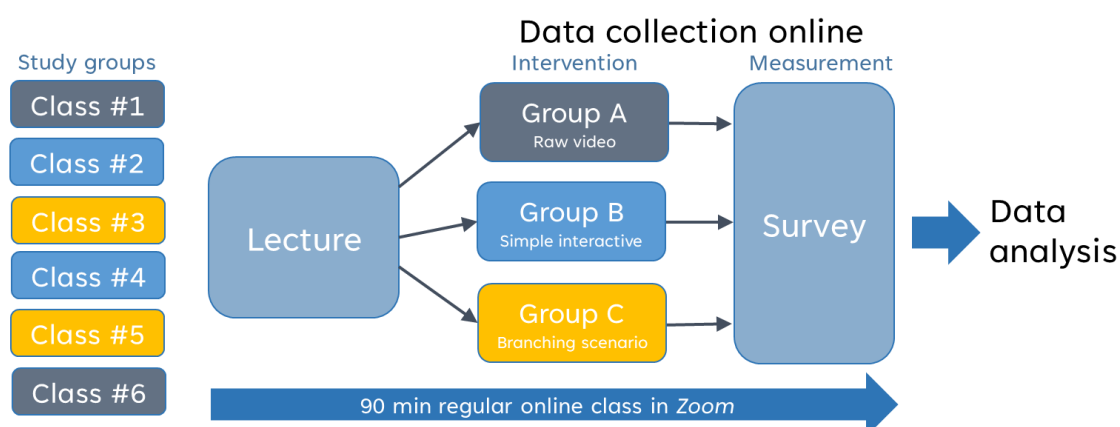 Data collection online
Study groups
Intervention
Measurement
Class #1
Class #2
Class #3
Class #4
Class #5
Class #6
Lecture
Group A
Raw video
Group B
Simple interactive
Group C
Branching scenario
Survey
Data
analysis
90 min regular online class in Zoom